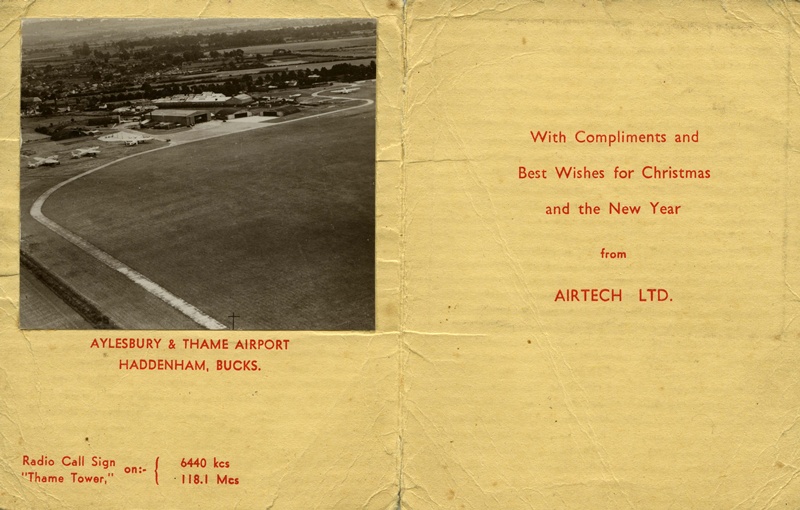 AYLESBURY & THAME AIRPORT
HADDENHAM, BUCKS.
Radio Call Sign
"Thame Tower,"
on:-
6440 kcs
118.1 Mcs
With Compliments and
Best Wishes for Christmas
and the New Year
from
AIRTECH LTD.